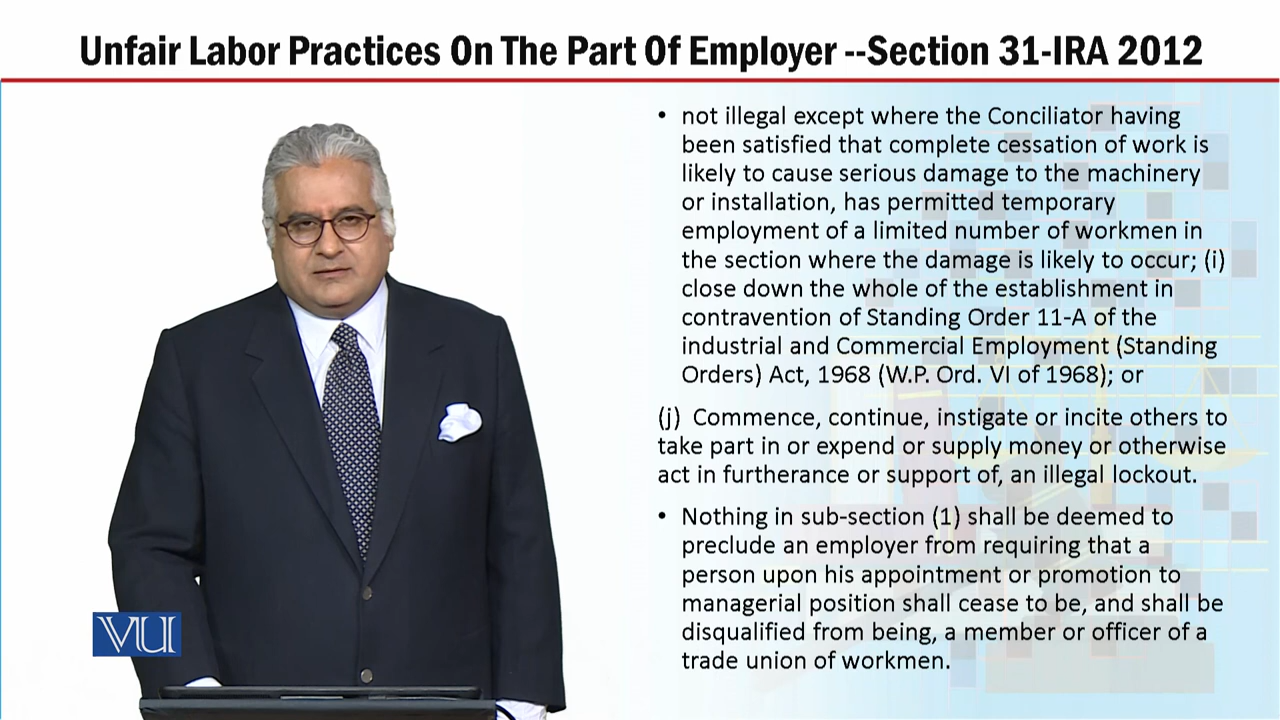 Unfair Labor Practices On The Part Of Employer --Section 31-IRA 2012
• not illegal except where the Conciliator having
been satisfied that complete cessation of work is
likely to cause serious damage to the machinery
or installation, has permitted temporary
employment of a limited number of workmen in
the section where the damage is likely to occur; (i)
close down the whole of the establishment in
contravention of Standing Order 11-A of the
industrial and Commercial Employment (Standing
Orders) Act, 1968 (W.P. Ord. VI of 1968); or
(j) Commence, continue, instigate or incite others to
take part in or expend or supply money or otherwise
act in furtherance or support of, an illegal lockout.
• Nothing in sub-section (1) shall be deemed to
preclude an employer from requiring that a
person upon his appointment or promotion to
managerial position shall cease to be, and shall be
disqualified from being, a member or officer of a
trade union of workmen.
VU